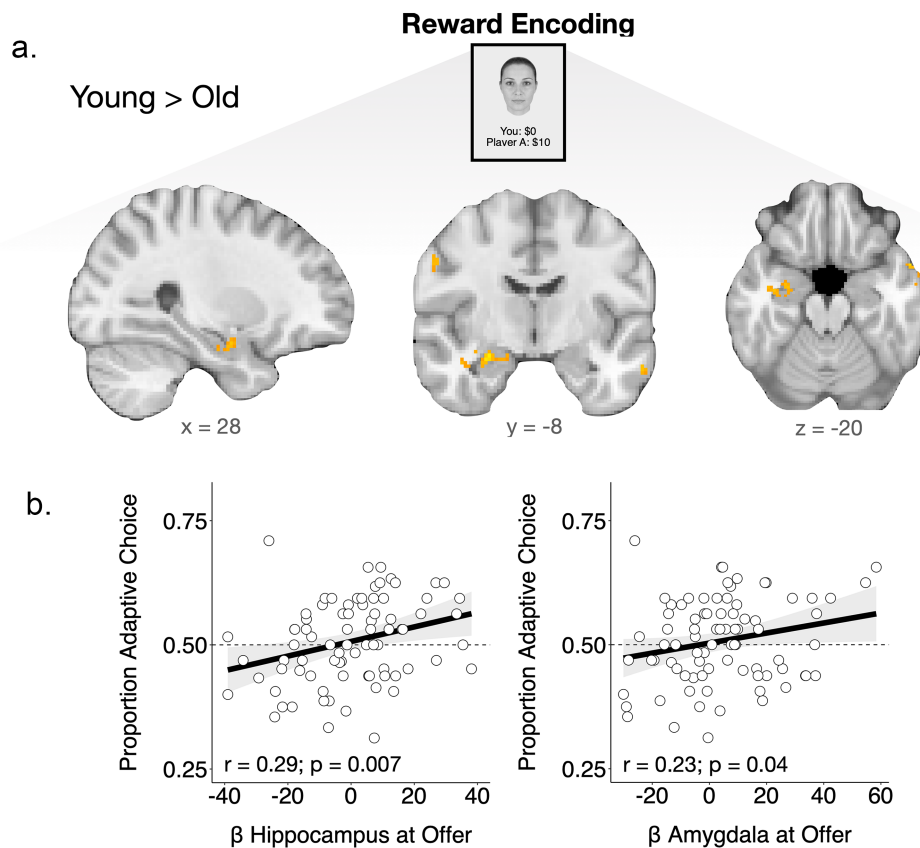 Reward Encoding
a.
Young > Old
You: $0
Plaver A: $10
x = 28
y = -8
z = -20
b.
Proportion Adaptive Choice
0.75
0.50
0.25
r = 0.29; p = 0.007
-40 -20 0 20 40
β Hippocampus at Offer
Proportion Adaptive Choice
0.75
0.50
0.25
r = 0.23; p = 0.04
-20 0 20 40 60
β Amygdala at Offer